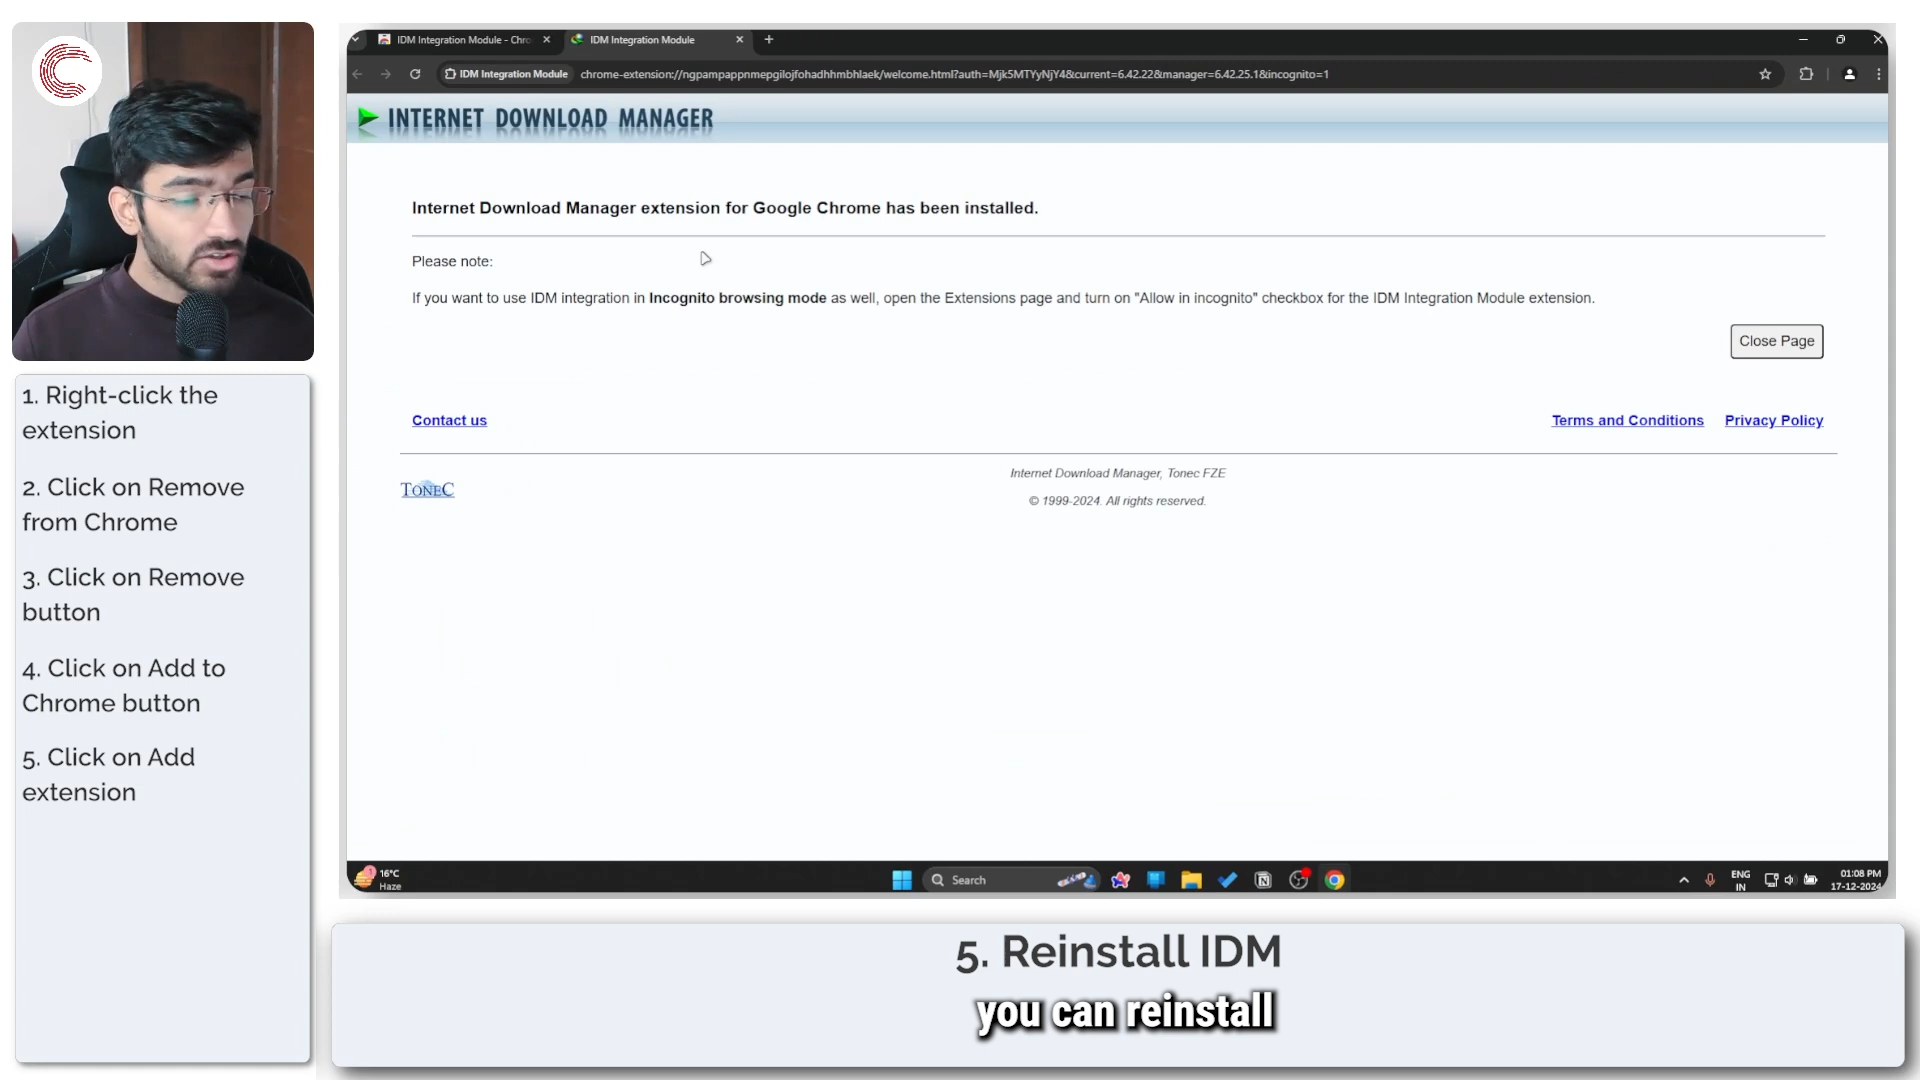 IDM Integration Module - Chro
IDM Integration Module
IDM Integration Module
chrome-extension://ngpampappnmepgilojfohadhhmbhlaek/welcome.html?auth=Mjk5MTYyNjY4&current=6.42.22&manager=6.42.25.1&incognito=1
INTERNET DOWNLOAD MANAGER
Internet Download Manager extension for Google Chrome has been installed.
Please note:
If you want to use IDM integration in Incognito browsing mode as well, open the Extensions page and turn on "Allow in incognito" checkbox for the IDM Integration Module extension.
Close Page
Contact us
Terms and Conditions
Privacy Policy
TONEC
Internet Download Manager, Tonec FZE
© 1999-2024. All rights reserved.
1. Right-click the
extension
2. Click on Remove
from Chrome
3. Click on Remove
button
4. Click on Add to
Chrome button
5. Click on Add
extension
16°C
Haze
Search
ENG
IN
01:08 PM
17-12-2024
5. Reinstall IDM
you can reinstall